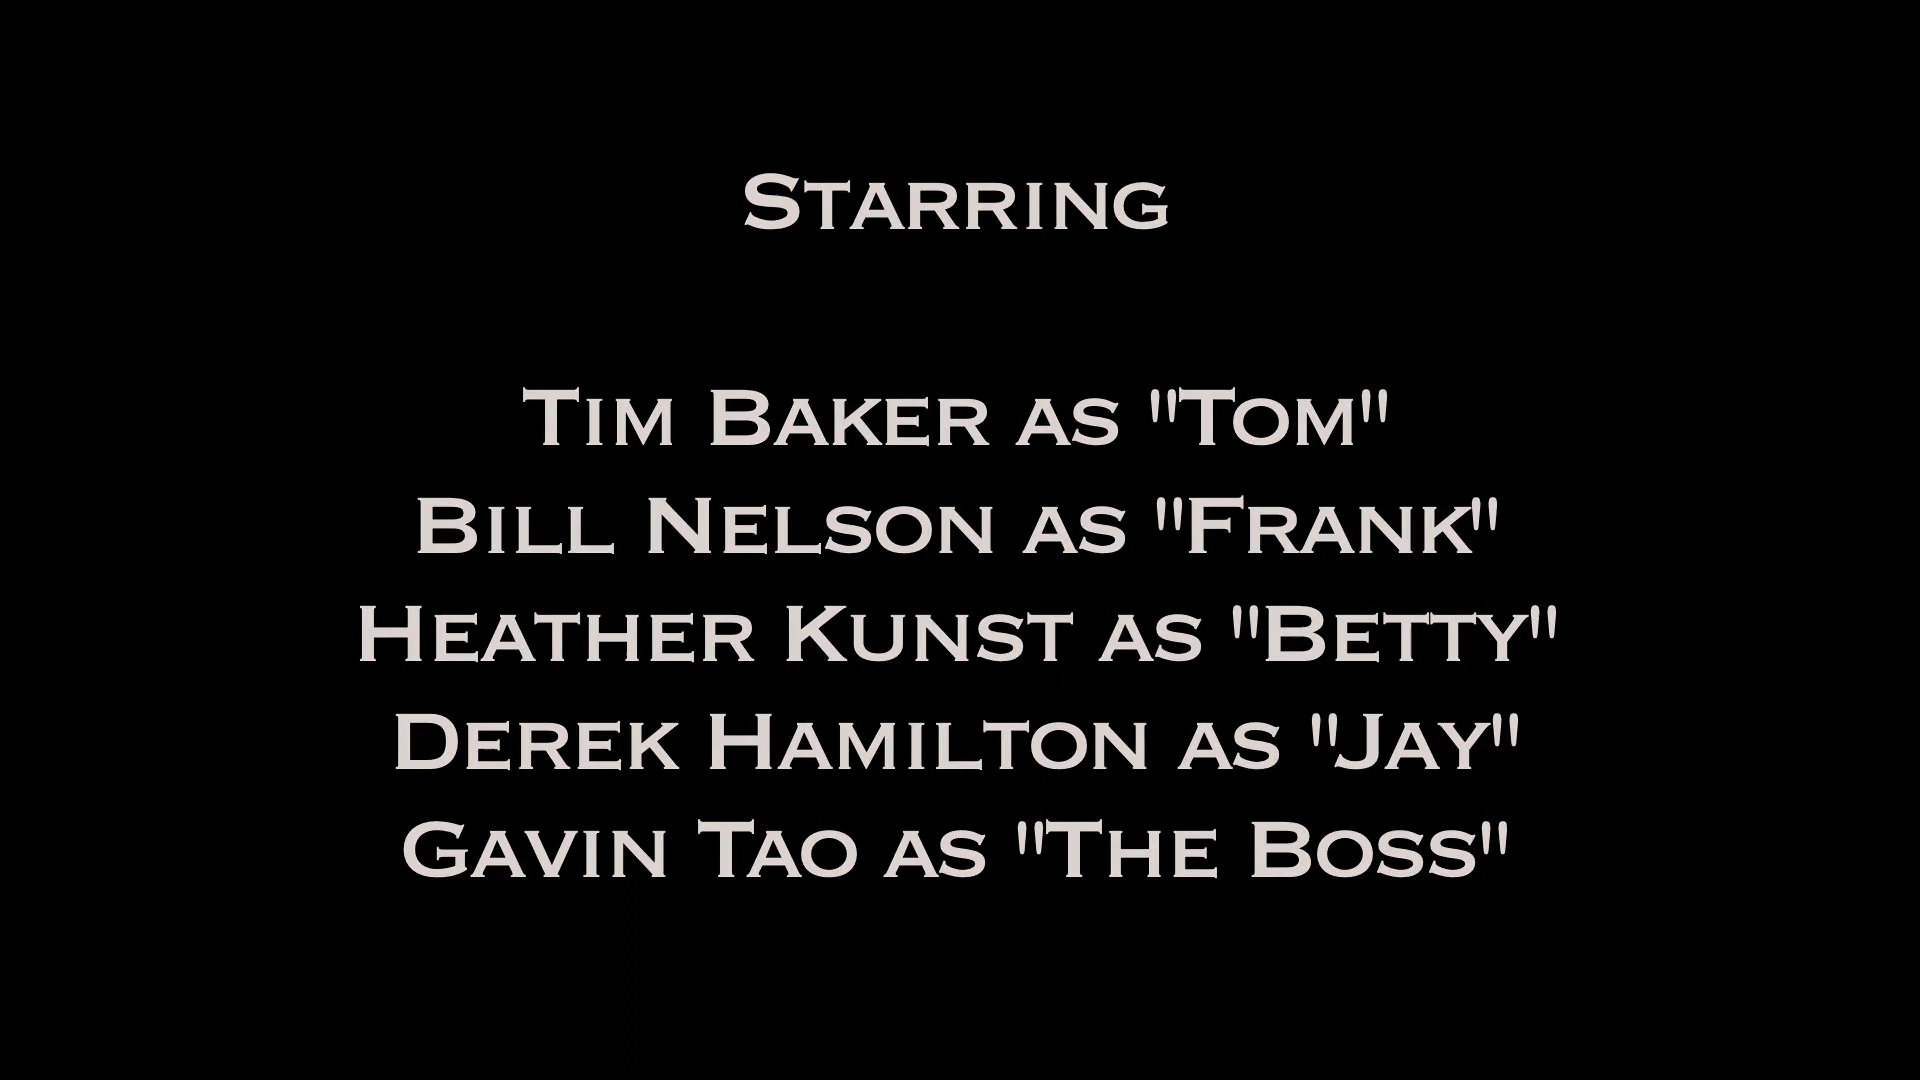 Starring
Tim Baker as "Tom"
Bill Nelson as "Frank"
Heather Kunst as "Betty"
Derek Hamilton as "Jay"
Gavin Tao as "The Boss"